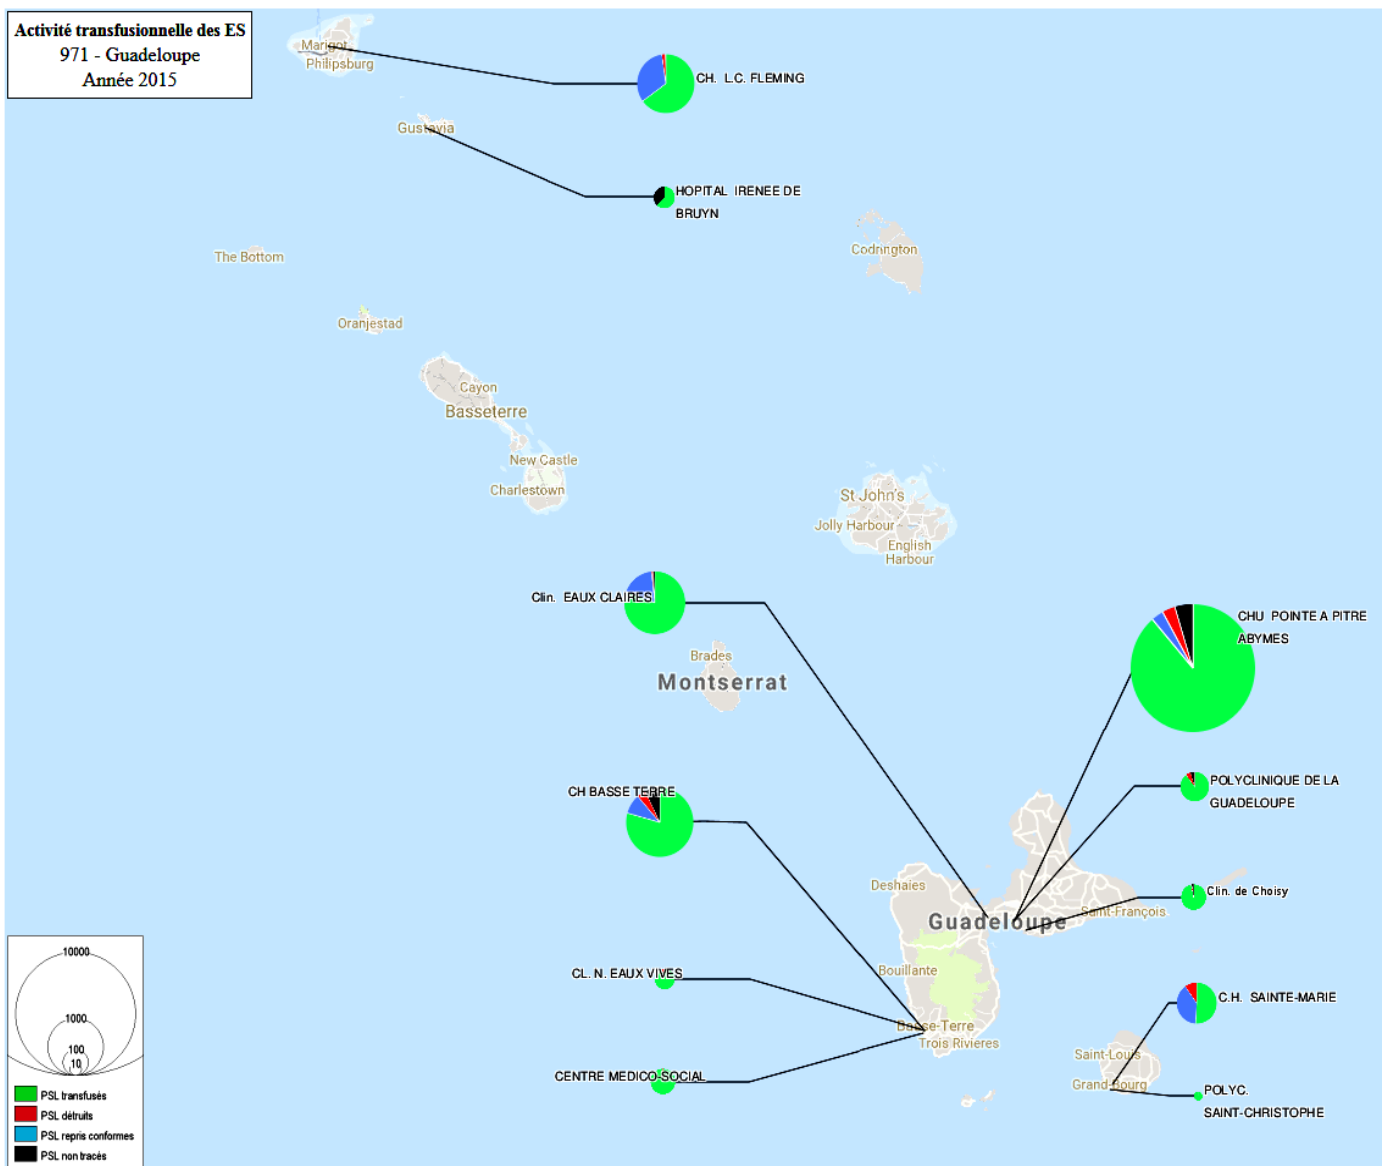 Activité transfusionnelle des ES
971 - Guadeloupe
Année 2015
Marigot
Philipsburg
CH. L.C. FLEMING
Gustavia
HOPITAL IRENEE DE
BRUYN
The Bottom
Codrington
Oranjestad
Cayon
Basseterre
New Castle
Charlestown
St John's
Jolly Harbour
English
Harbour
Clin. EAUX CLAIRES
CHU POINTE A PITRE
ABYMES
Brades
Montserrat
CH BASSE TERRE
POLYCLINIQUE DE LA
GUADELOUPE
Deshaies
Clin. de Choisy
Saint-François
Guadeloupe
Bouillante
CL. N. EAUX VIVES
C.H. SAINTE-MARIE
Basse-Terre
Trois Rivieres
Saint-Louis
CENTRE MEDICO-SOCIAL
Grand-Bourg
POLYC.
SAINT-CHRISTOPHE
10000
1000
100
10
PSL transfusés
PSL détruits
PSL repris conformes
PSL non tracés